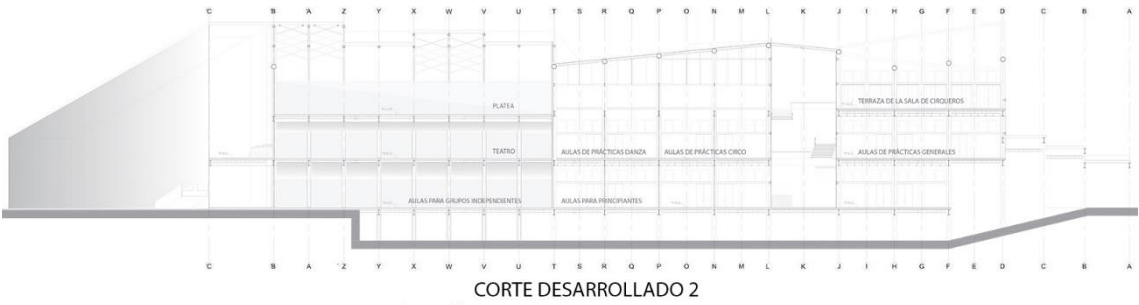 C B A Z Y X W V U T S R Q P O N M L K J I H G F E D C B A
PLATEA
TERRAZA DE LA SALA DE CIRQUEROS
TEATRO
AULAS DE PRÁCTICAS DANZA
AULAS DE PRÁCTICAS CIRCO
AULAS DE PRÁCTICAS GENERALES
AULAS PARA GRUPOS INDEPENDIENTES
AULAS PARA PRINCIPIANTES
C B A Z Y X W V U T S R Q P O N M L K J I H G F E D C B A
CORTE DESARROLLADO 2